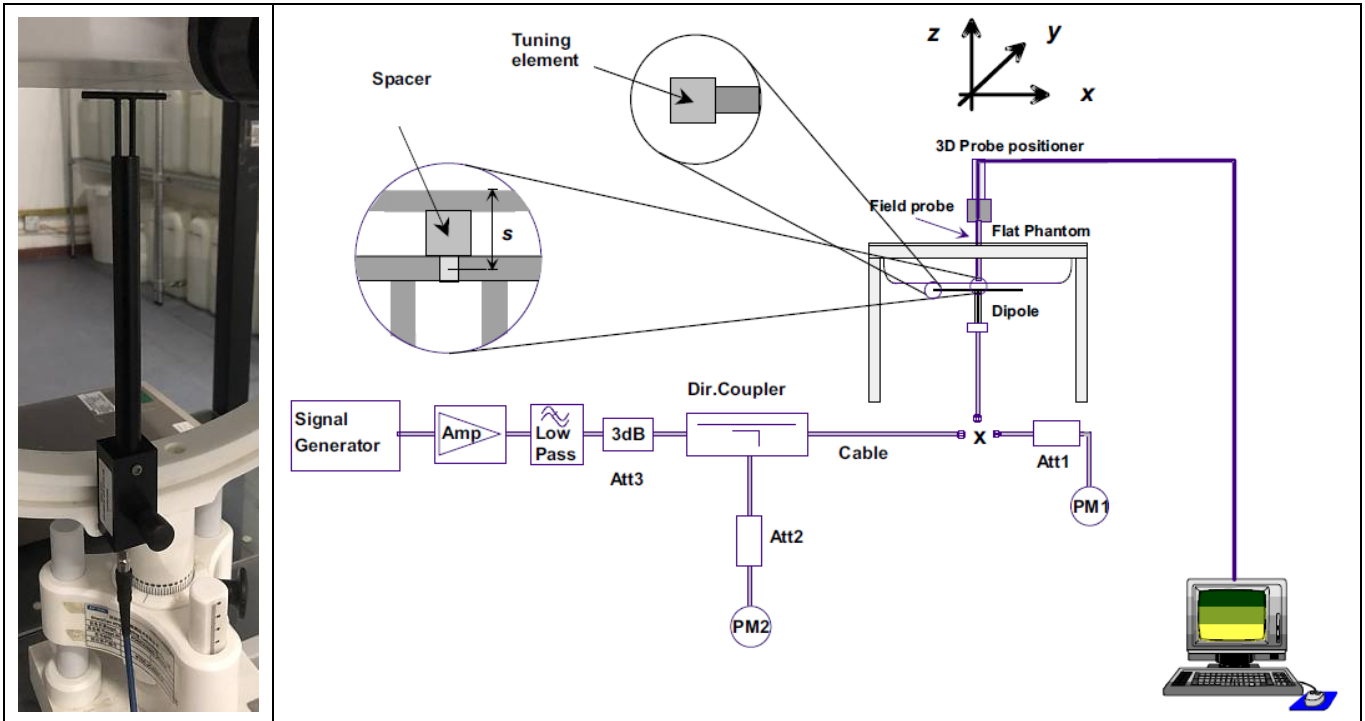 Tuning
element
Spacer
s
z
y
x
3D Probe positioner
Field probe
Flat Phantom
Dipole
Signal
Generator
Amp
Low
Pass
3dB
Att3
Dir.Coupler
Cable
x
Att1
PM1
Att2
PM2